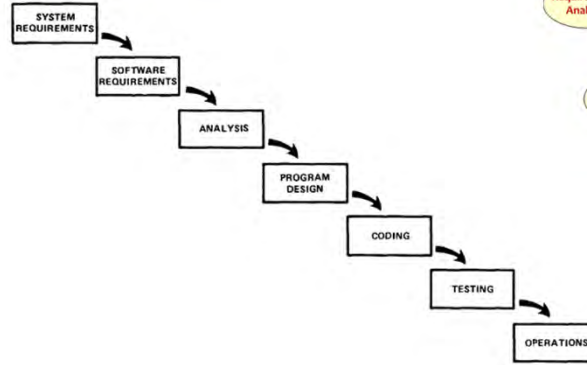 SYSTEM
REQUIREMENTS
SOFTWARE
REQUIREMENTS
ANALYSIS
PROGRAM
DESIGN
CODING
TESTING
OPERATIONS